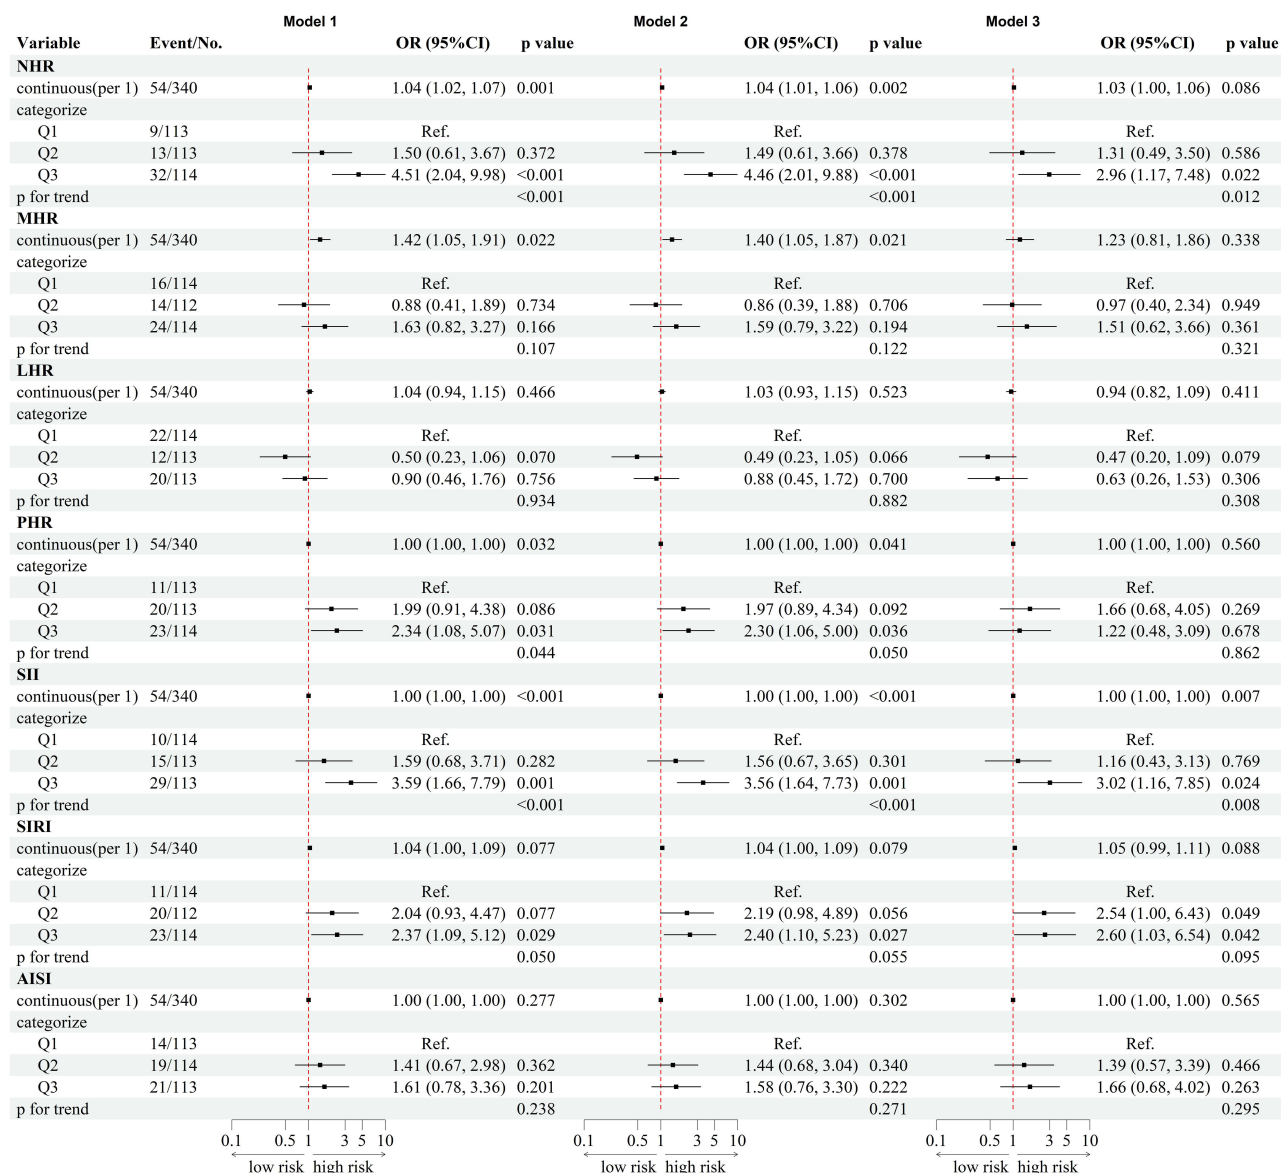 Model 1 Model 2 Model 3
Variable Event/No. OR (95%CI) p value OR (95%CI) p value OR (95%CI) p value
NHR
continuous(per 1) 54/340 1.04 (1.02, 1.07) 0.001 1.04 (1.01, 1.06) 0.002 1.03 (1.00, 1.06) 0.086
categorize
Q1 9/113 Ref. Ref. Ref.
Q2 13/113 1.50 (0.61, 3.67) 0.372 1.49 (0.61, 3.66) 0.378 1.31 (0.49, 3.50) 0.586
Q3 32/114 4.51 (2.04, 9.98) <0.001 4.46 (2.01, 9.88) <0.001 2.96 (1.17, 7.48) 0.022
p for trend <0.001 <0.001 0.012
MHR
continuous(per 1) 54/340 1.42 (1.05, 1.91) 0.022 1.40 (1.05, 1.87) 0.021 1.23 (0.81, 1.86) 0.338
categorize
Q1 16/114 Ref. Ref. Ref.
Q2 14/112 0.88 (0.41, 1.89) 0.734 0.86 (0.39, 1.88) 0.706 0.97 (0.40, 2.34) 0.949
Q3 24/114 1.63 (0.82, 3.27) 0.166 1.59 (0.79, 3.22) 0.194 1.51 (0.62, 3.66) 0.361
p for trend 0.107 0.122 0.321
LHR
continuous(per 1) 54/340 1.04 (0.94, 1.15) 0.466 1.03 (0.93, 1.15) 0.523 0.94 (0.82, 1.09) 0.411
categorize
Q1 22/114 Ref. Ref. Ref.
Q2 12/113 0.50 (0.23, 1.06) 0.070 0.49 (0.23, 1.05) 0.066 0.47 (0.20, 1.09) 0.079
Q3 20/113 0.90 (0.46, 1.76) 0.756 0.88 (0.45, 1.72) 0.700 0.63 (0.26, 1.53) 0.306
p for trend 0.934 0.882 0.308
PHR
continuous(per 1) 54/340 1.00 (1.00, 1.00) 0.032 1.00 (1.00, 1.00) 0.041 1.00 (1.00, 1.00) 0.560
categorize
Q1 11/113 Ref. Ref. Ref.
Q2 20/113 1.99 (0.91, 4.38) 0.086 1.97 (0.89, 4.34) 0.092 1.66 (0.68, 4.05) 0.269
Q3 23/114 2.34 (1.08, 5.07) 0.031 2.30 (1.06, 5.00) 0.036 1.22 (0.48, 3.09) 0.678
p for trend 0.044 0.050 0.862
SII
continuous(per 1) 54/340 1.00 (1.00, 1.00) <0.001 1.00 (1.00, 1.00) <0.001 1.00 (1.00, 1.00) 0.007
categorize
Q1 10/114 Ref. Ref. Ref.
Q2 15/113 1.59 (0.68, 3.71) 0.282 1.56 (0.67, 3.65) 0.301 1.16 (0.43, 3.13) 0.769
Q3 29/113 3.59 (1.66, 7.79) 0.001 3.56 (1.64, 7.73) 0.001 3.02 (1.16, 7.85) 0.024
p for trend <0.001 <0.001 0.008
SIRI
continuous(per 1) 54/340 1.04 (1.00, 1.09) 0.077 1.04 (1.00, 1.09) 0.079 1.05 (0.99, 1.11) 0.088
categorize
Q1 11/114 Ref. Ref. Ref.
Q2 20/112 2.04 (0.93, 4.47) 0.077 2.19 (0.98, 4.89) 0.056 2.54 (1.00, 6.43) 0.049
Q3 23/114 2.37 (1.09, 5.12) 0.029 2.40 (1.10, 5.23) 0.027 2.60 (1.03, 6.54) 0.042
p for trend 0.050 0.055 0.095
AISI
continuous(per 1) 54/340 1.00 (1.00, 1.00) 0.277 1.00 (1.00, 1.00) 0.302 1.00 (1.00, 1.00) 0.565
categorize
Q1 14/113 Ref. Ref. Ref.
Q2 19/114 1.41 (0.67, 2.98) 0.362 1.44 (0.68, 3.04) 0.340 1.39 (0.57, 3.39) 0.466
Q3 21/113 1.61 (0.78, 3.36) 0.201 1.58 (0.76, 3.30) 0.222 1.66 (0.68, 4.02) 0.263
p for trend 0.238 0.271 0.295
0.1 0.5 1 3 5 10 0.1 0.5 1 3 5 10 0.1 0.5 1 3 5 10
low risk high risk low risk high risk low risk high risk